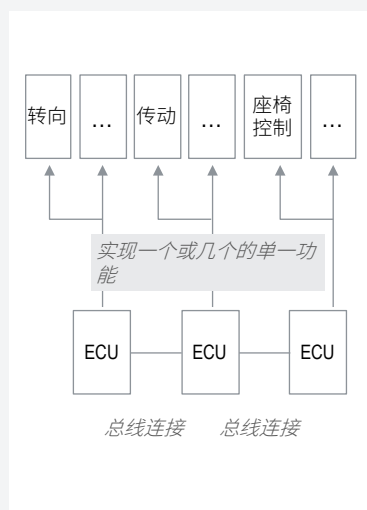 转向
…
传动
…
座椅
控制
…
实现一个或几个的单一功
能
ECU
ECU
ECU
总线连接
总线连接